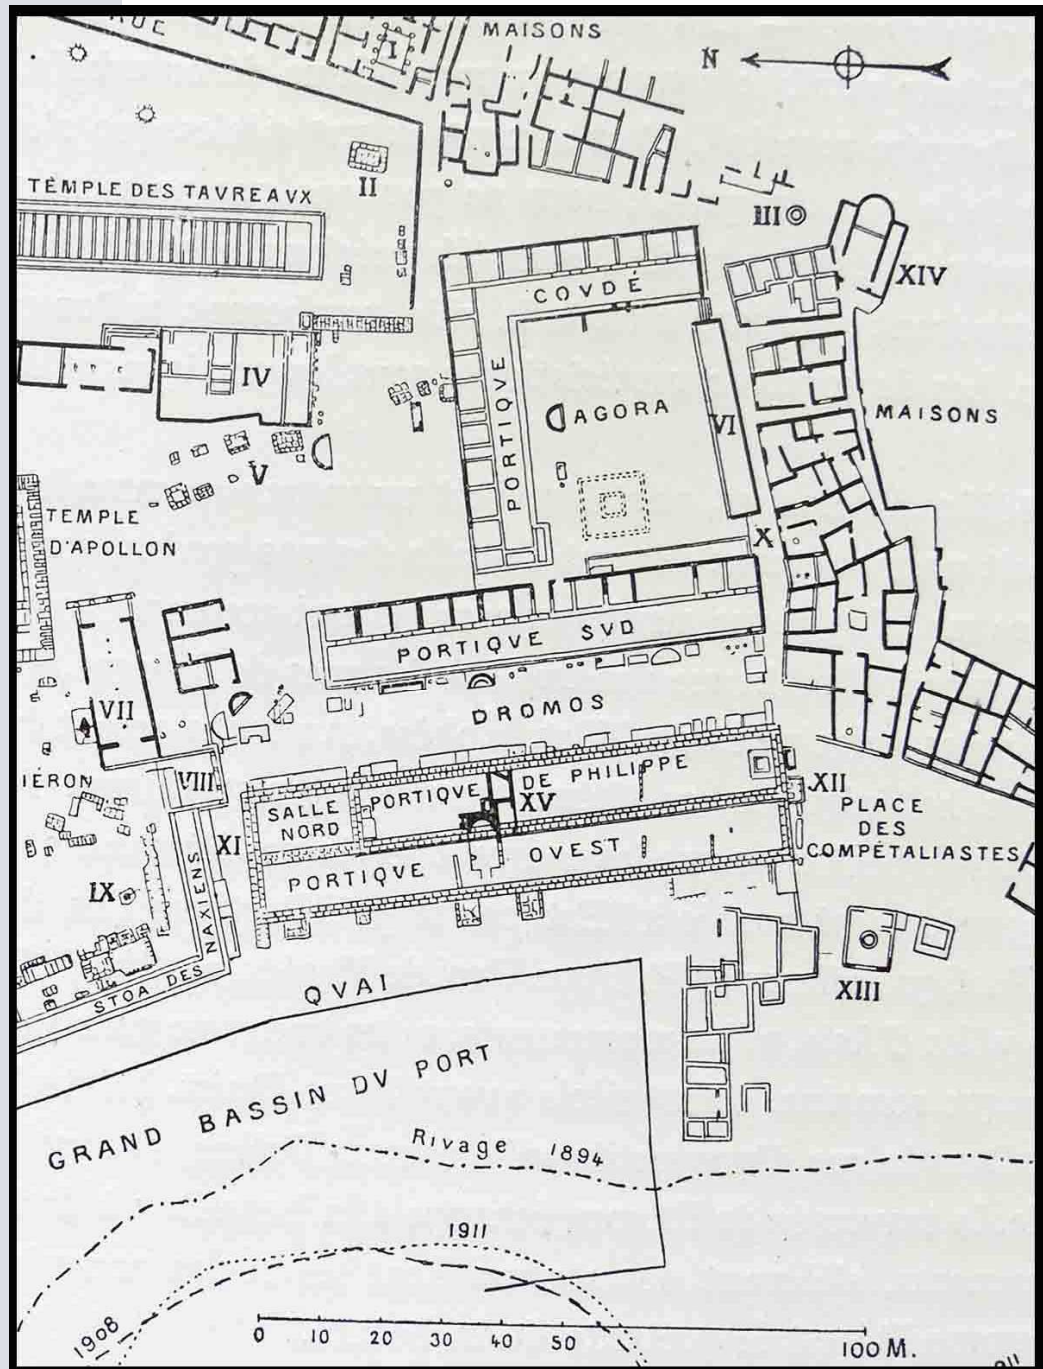 RUE
I
MAISONS
N
II
TEMPLE DES TAVREAVX
III
XIV
COVDÉ
PORTIQVE
IV
AGORA
VI
MAISONS
V
TEMPLE
D'APOLLON
X
PORTIQVE SVD
DROMOS
VII
VIII
IÉRON
SALLE
NORD
PORTIQVE DE PHILIPPE
XV
XII
PLACE
DES
COMPÉTALIASTES
XI
PORTIQVE OVEST
IX
STOA DES NAXIENS
XIII
QVAI
GRAND BASSIN DV PORT
Rivage 1894
1911
1908
0 10 20 30 40 50 100 M.